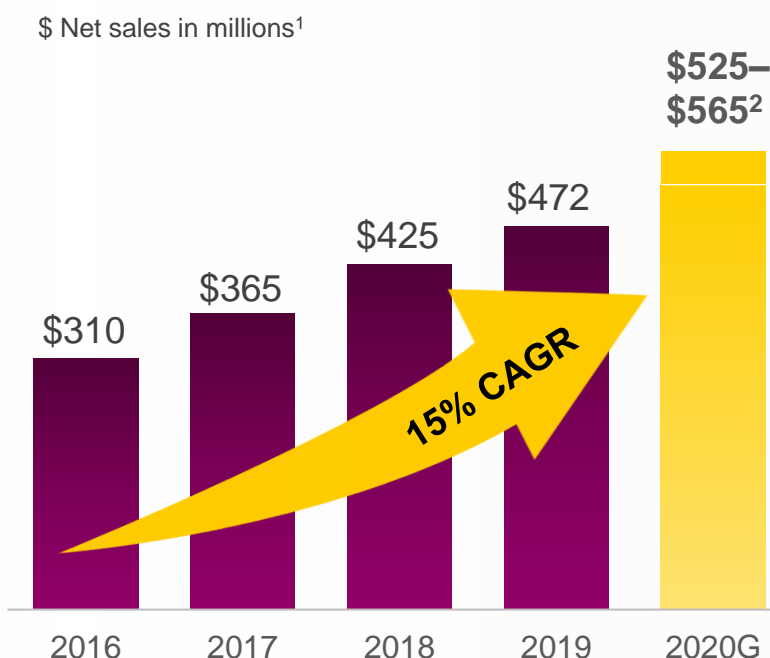 $ Net sales in millions¹
$525–
$565²
$472
$425
$365
$310
15% CAGR
2016 2017 2018 2019 2020G